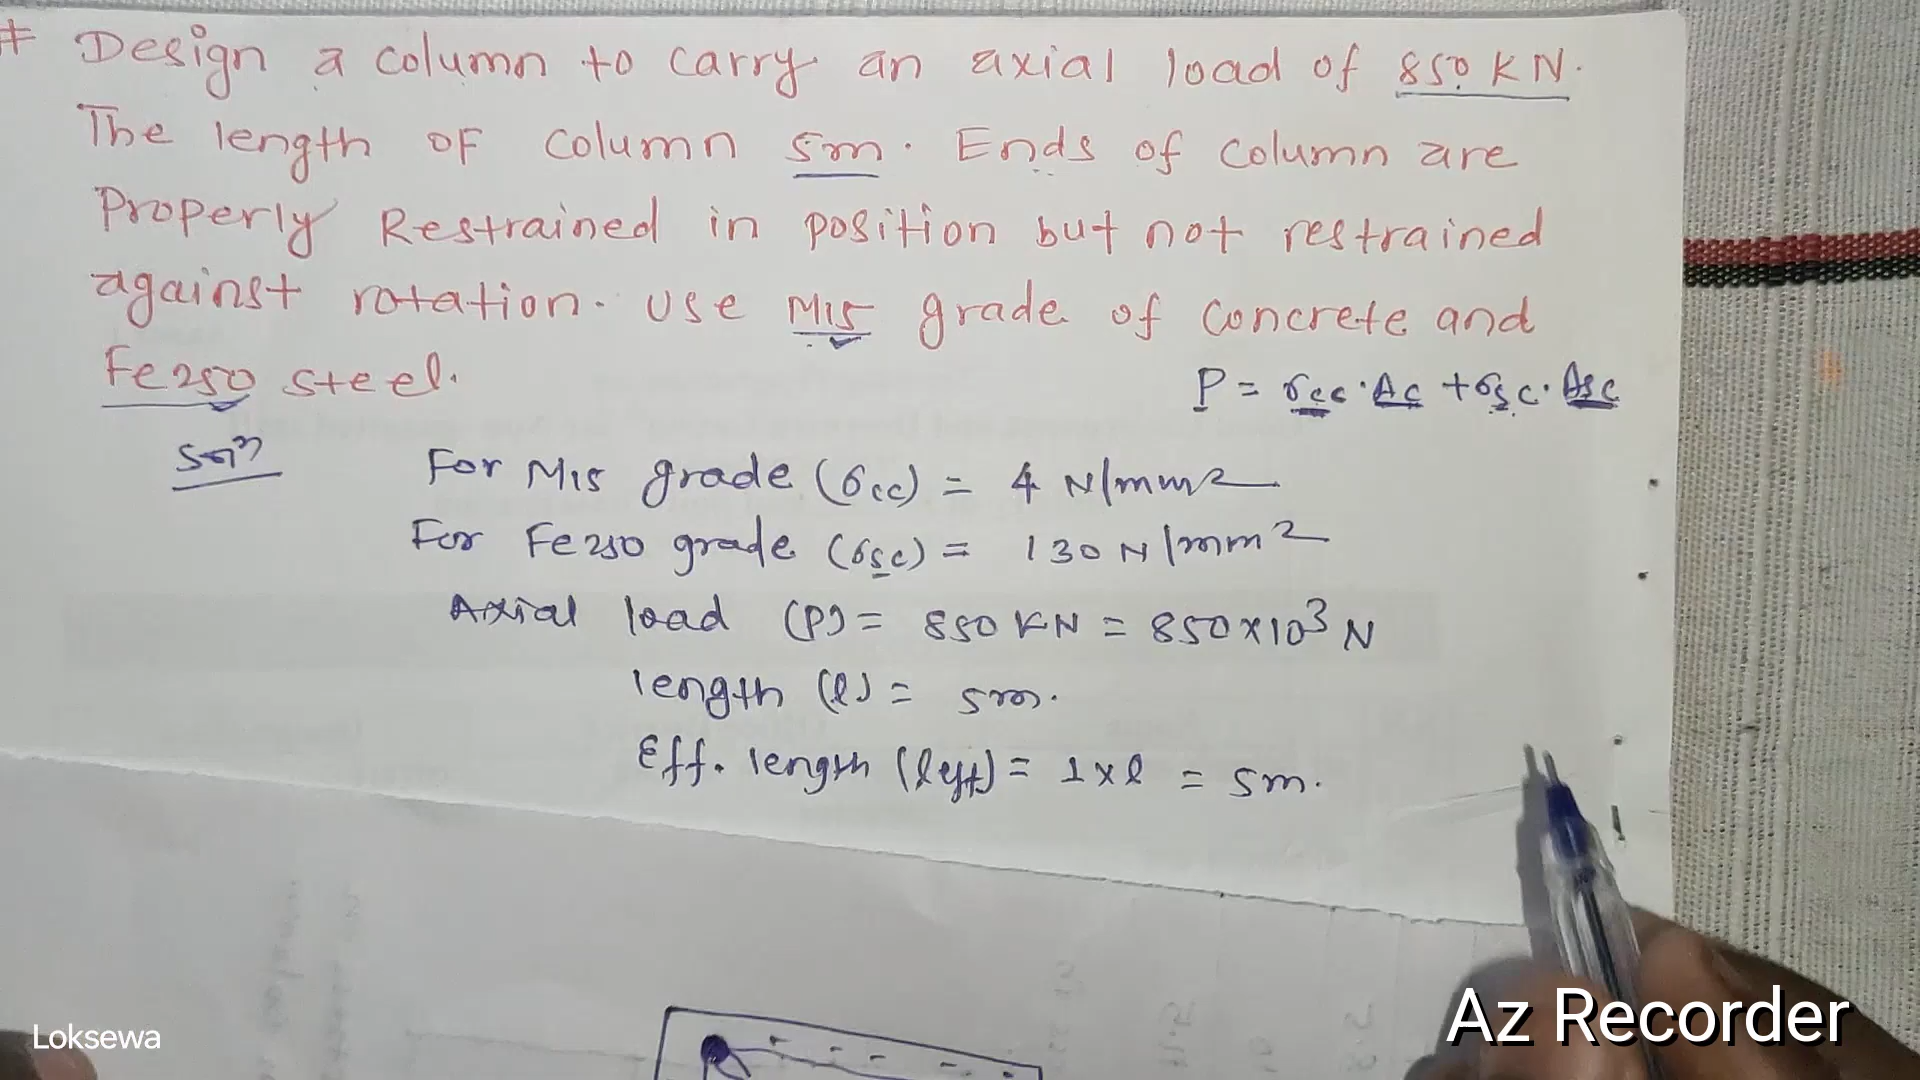 # Design a column to carry an axial load of 850 KN.
The length of column 5m. Ends of column are
Properly Restrained in position but not restrained
against rotation. Use M15 grade of concrete and
Fe250 steel.
P = σcc·Ac + σsc·Asc
Solⁿ
For M15 grade (σcc) = 4 N/mm²
For Fe250 grade (σsc) = 130 N/mm²
Axial load (P) = 850 KN = 850×10³ N
length (l) = 5m.
Eff. length (leff) = 1×l = 5m.
Az Recorder
Loksewa